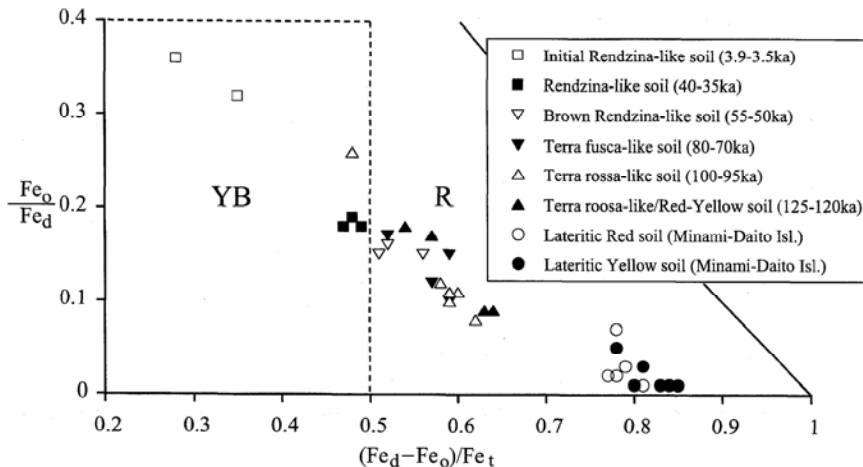 0.4
0.3
0.2
0.1
0
Fe_o
Fe_d
YB
R
Initial Rendzina-like soil (3.9-3.5ka)
Rendzina-like soil (40-35ka)
Brown Rendzina-like soil (55-50ka)
Terra fusca-like soil (80-70ka)
Terra rossa-like soil (100-95ka)
Terra roosa-like/Red-Yellow soil (125-120ka)
Lateritic Red soil (Minami-Daito Isl.)
Lateritic Yellow soil (Minami-Daito Isl.)
0.2 0.3 0.4 0.5 0.6 0.7 0.8 0.9 1
(Fe_d−Fe_o)/Fe_t